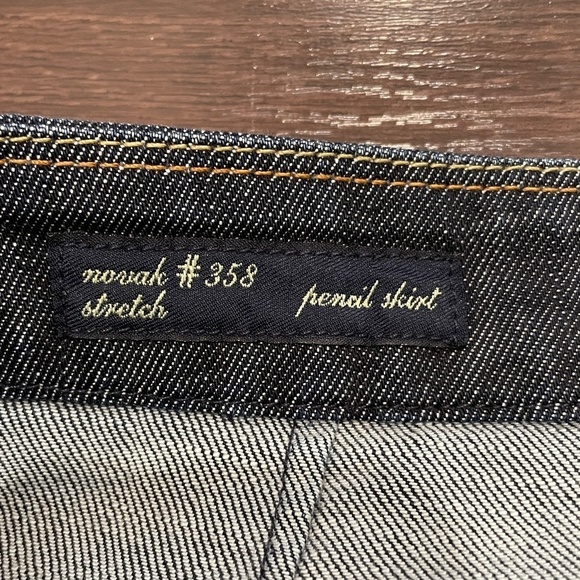 novak # 358
stretch
pencil skirt